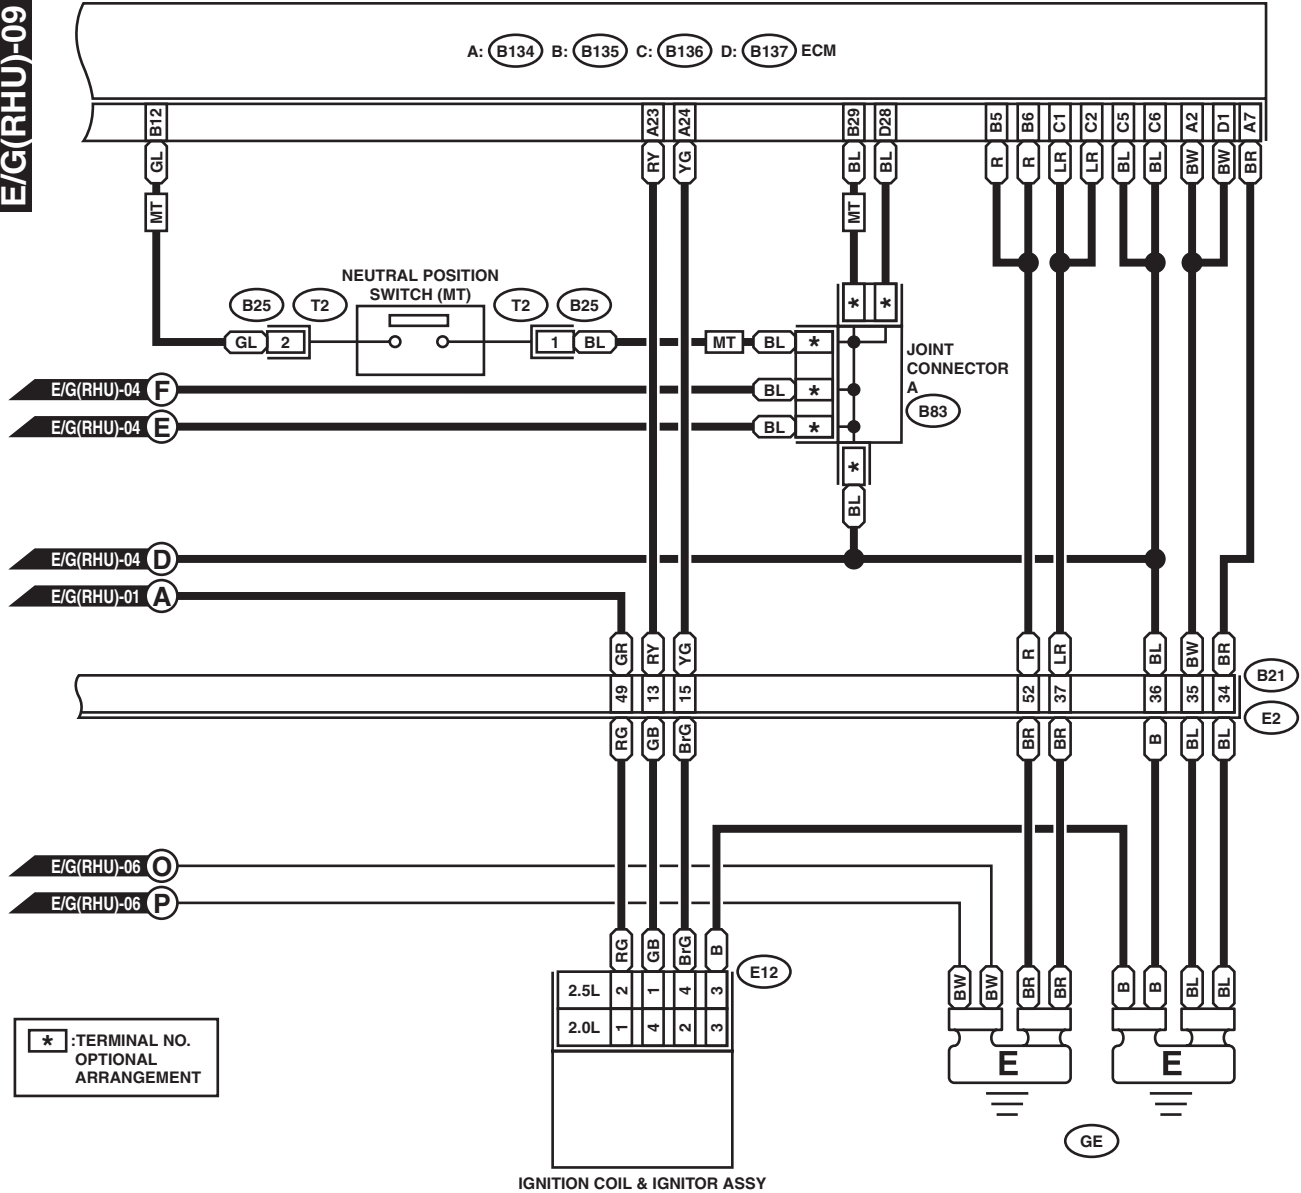 E/G(RHU)-09
A: B134 B: B135 C: B136 D: B137 ECM
B12 A23 A24 B29 D28 B5 B6 C1 C2 C5 C6 A2 D1 A7
GL RY YG BL BL R R LR LR BL BL BW BW BR
MT MT
NEUTRAL POSITION
SWITCH (MT)
B25 T2 T2 B25
* *
GL 2 1 BL MT BL *
JOINT
CONNECTOR
A
B83
E/G(RHU)-04 F BL *
E/G(RHU)-04 E BL *
*
BL
E/G(RHU)-04 D
E/G(RHU)-01 A
GR RY YG R LR BL BW BR
49 13 15 52 37 36 35 34
B21
E2
RG GB BrG BR BR B BL BL
E/G(RHU)-06 O
E/G(RHU)-06 P
RG GB BrG B
E12
2.5L 2 1 4 3
2.0L 1 4 2 3
BW BW BR BR B B BL BL
E E
GE
* :TERMINAL NO.
OPTIONAL
ARRANGEMENT
IGNITION COIL & IGNITOR ASSY